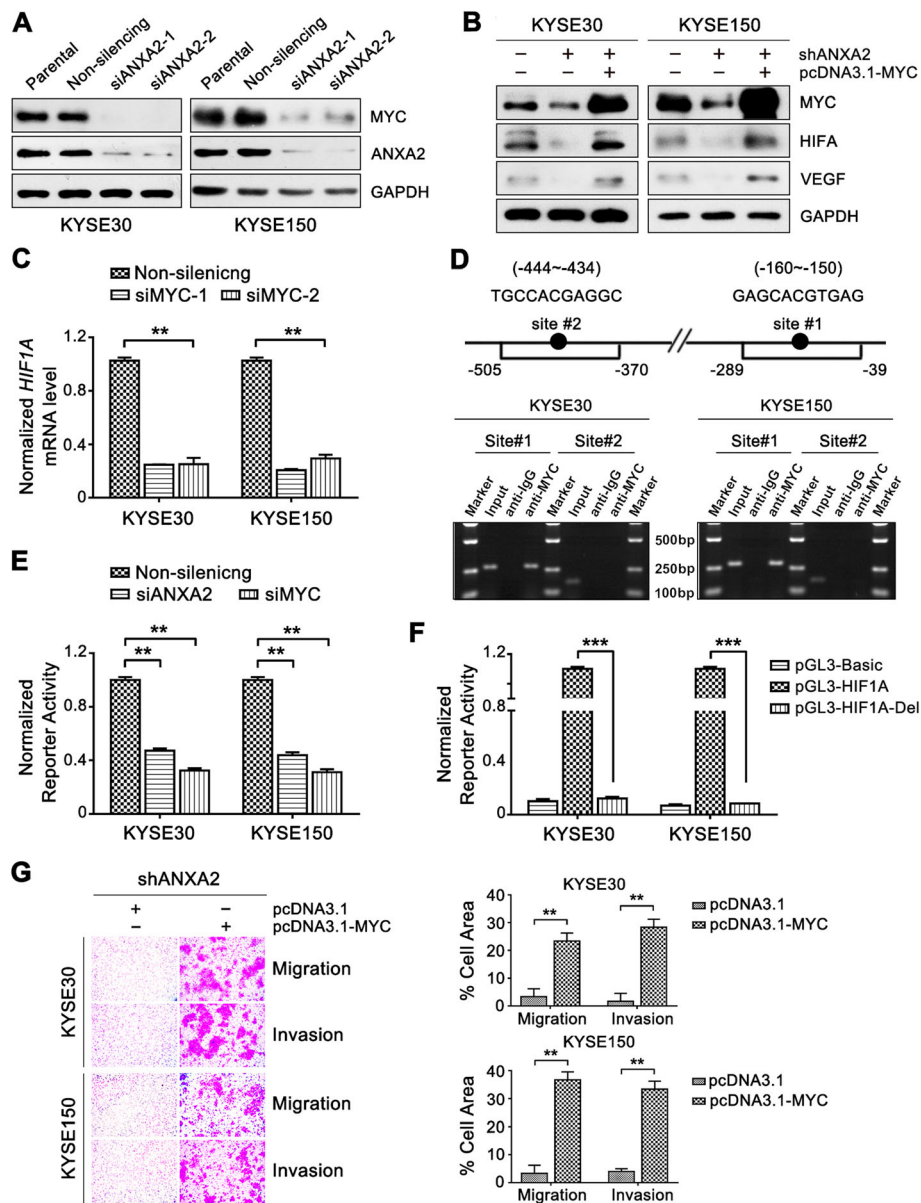 A
Parental
Non-silencing
siANXA2-1
siANXA2-2
Parental
Non-silencing
siANXA2-1
siANXA2-2
MYC
ANXA2
GAPDH
KYSE30
KYSE150
B
KYSE30
KYSE150
– + + – + + shANXA2
– – + – – + pcDNA3.1-MYC
MYC
HIFA
VEGF
GAPDH
C
Non-silenicng
siMYC-1
siMYC-2
Normalized HIF1A
mRNA level
1.2
0.8
0.4
0
**
**
KYSE30
KYSE150
D
(-444~-434)
(-160~-150)
TGCCACGAGGC
GAGCACGTGAG
site #2
site #1
-505
-370
-289
-39
KYSE30
KYSE150
Site#1
Site#2
Site#1
Site#2
Marker
Input
anti-IgG
anti-MYC
Marker
Input
anti-IgG
anti-MYC
Marker
Marker
Input
anti-IgG
anti-MYC
Marker
Input
anti-IgG
anti-MYC
Marker
500bp
250bp
100bp
E
Non-silenicng
siANXA2
siMYC
Normalized
Reporter Activity
1.2
0.8
0.4
0
**
**
**
**
KYSE30
KYSE150
F
Normalized
Reporter Activity
1.2
0.8
0.4
0
***
***
pGL3-Basic
pGL3-HIF1A
pGL3-HIF1A-Del
KYSE30
KYSE150
G
shANXA2
+ – pcDNA3.1
– + pcDNA3.1-MYC
KYSE30
Migration
Invasion
KYSE150
Migration
Invasion
KYSE30
% Cell Area
40
30
20
10
0
**
**
pcDNA3.1
pcDNA3.1-MYC
Migration
Invasion
KYSE150
% Cell Area
40
30
20
10
0
**
**
pcDNA3.1
pcDNA3.1-MYC
Migration
Invasion